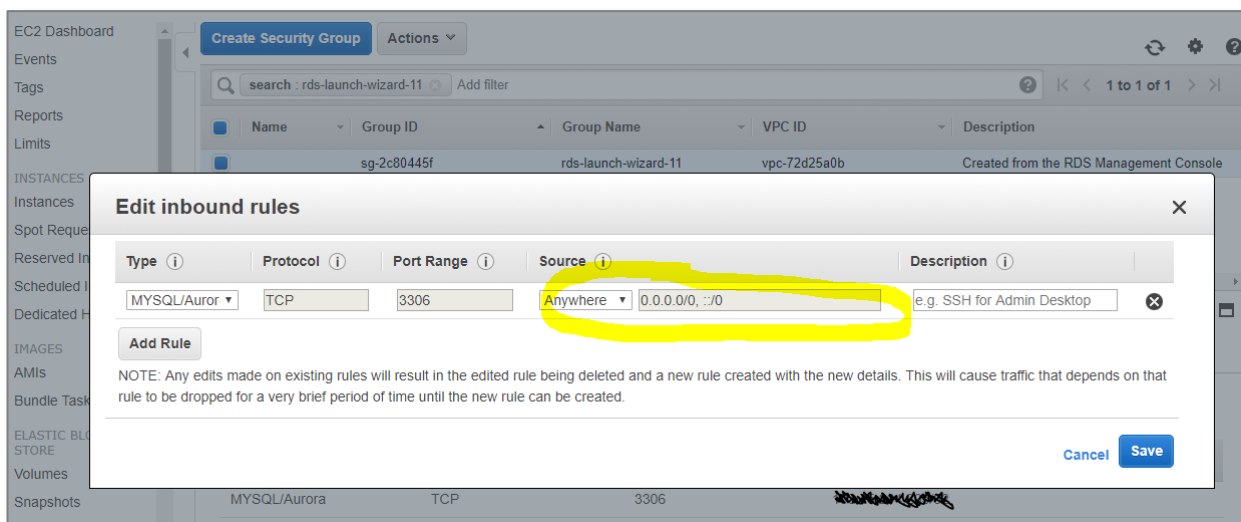 EC2 Dashboard
Events
Tags
Reports
Limits
INSTANCES
Instances
Spot Reque
Reserved In
Scheduled I
Dedicated H
IMAGES
AMIs
Bundle Task
ELASTIC BLO
STORE
Volumes
Snapshots
Create Security Group Actions
search : rds-launch-wizard-11 Add filter 1 to 1 of 1
Name Group ID Group Name VPC ID Description
sg-2c80445f rds-launch-wizard-11 vpc-72d25a0b Created from the RDS Management Console
Edit inbound rules
Type Protocol Port Range Source Description
MYSQL/Auror TCP 3306 Anywhere 0.0.0.0/0, ::/0 e.g. SSH for Admin Desktop
Add Rule
NOTE: Any edits made on existing rules will result in the edited rule being deleted and a new rule created with the new details. This will cause traffic that depends on that
rule to be dropped for a very brief period of time until the new rule can be created.
Cancel Save
MYSQL/Aurora TCP 3306